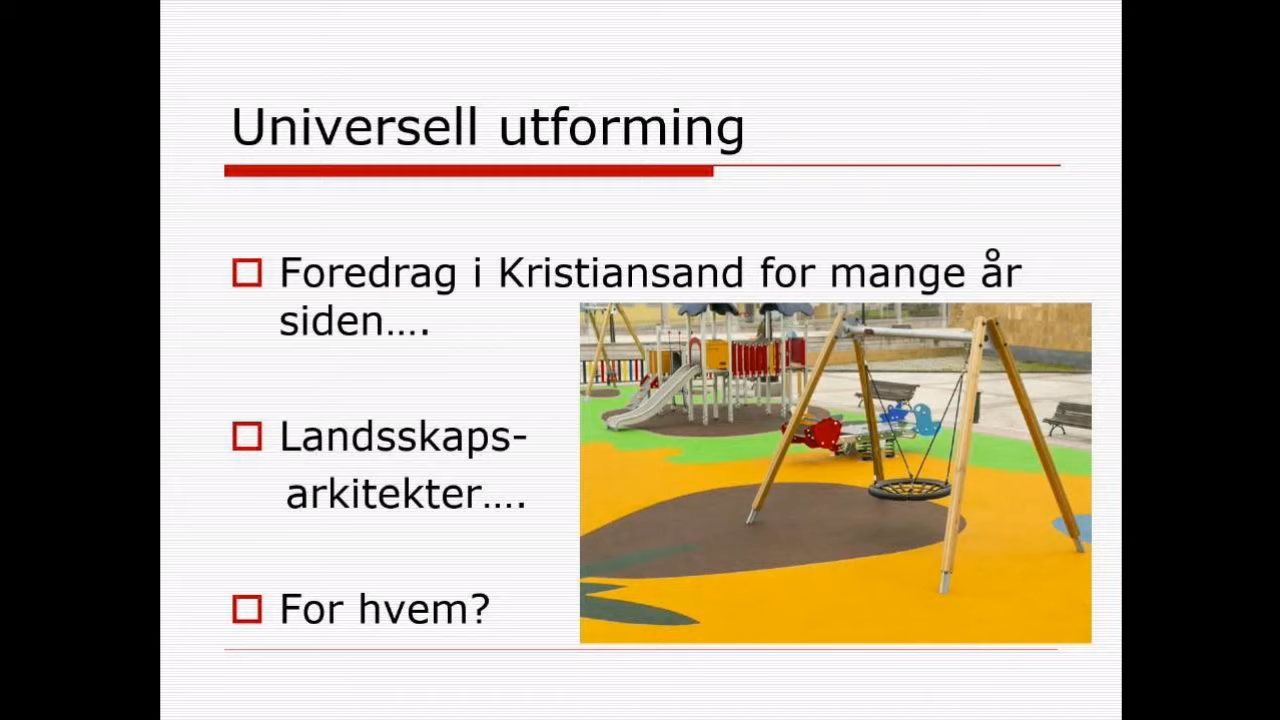 Universell utforming
Foredrag i Kristiansand for mange år
siden….
Landsskaps-
arkitekter….
For hvem?